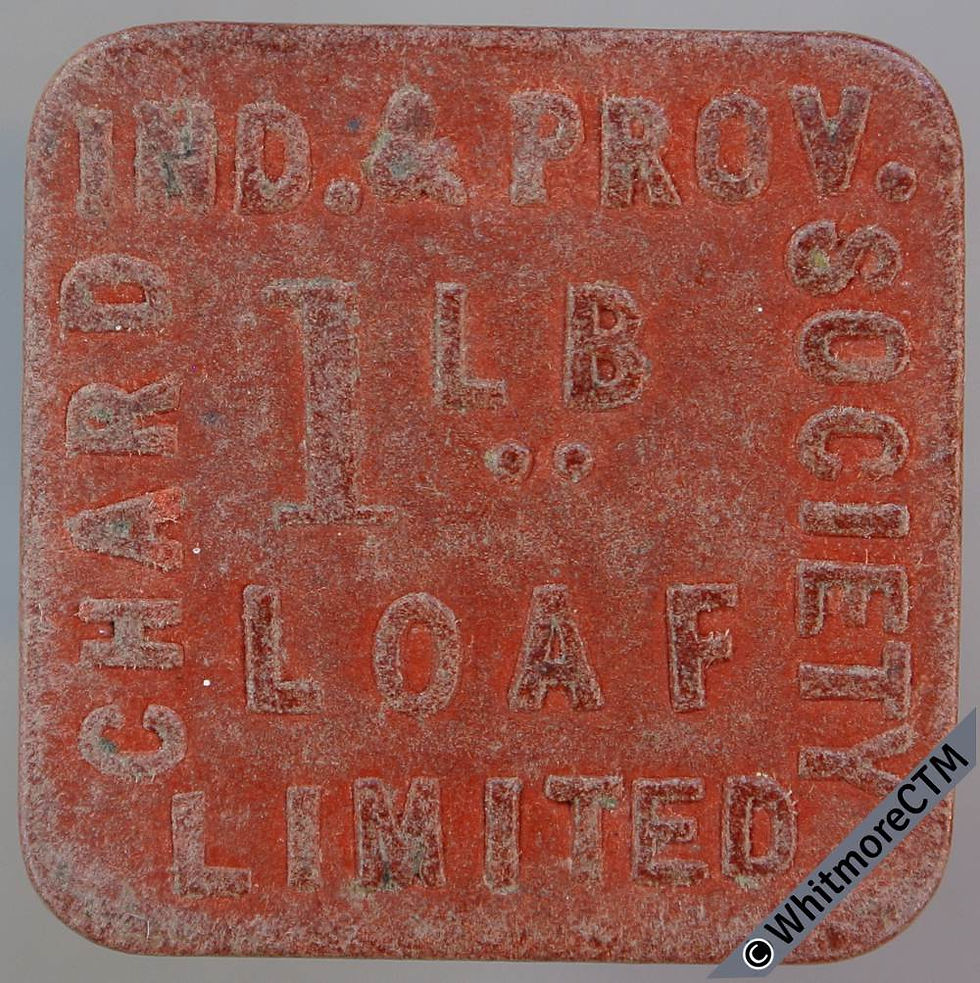 CHARD
IND. & PROV.
SOCIETY
LIMITED
1 LB
..
LOAF
©WhitmoreCTM